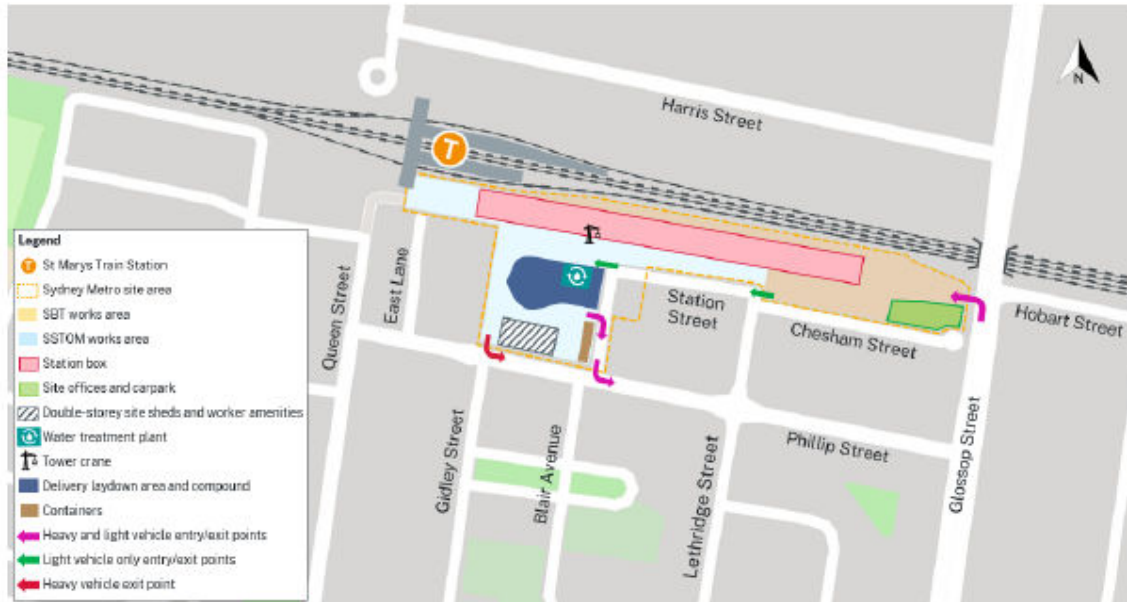 Harris Street
N
T
Station
Street
Hobart Street
Chesham Street
Queen Street
East Lane
Phillip Street
Gidley Street
Blair Avenue
Lethridge Street
Glossop Street
Legend
T St Marys Train Station
Sydney Metro site area
SBT works area
SSTOM works area
Station box
Site offices and carpark
Double-storey site sheds and worker amenities
Water treatment plant
Tower crane
Delivery laydown area and compound
Containers
Heavy and light vehicle entry/exit points
Light vehicle only entry/exit points
Heavy vehicle exit point